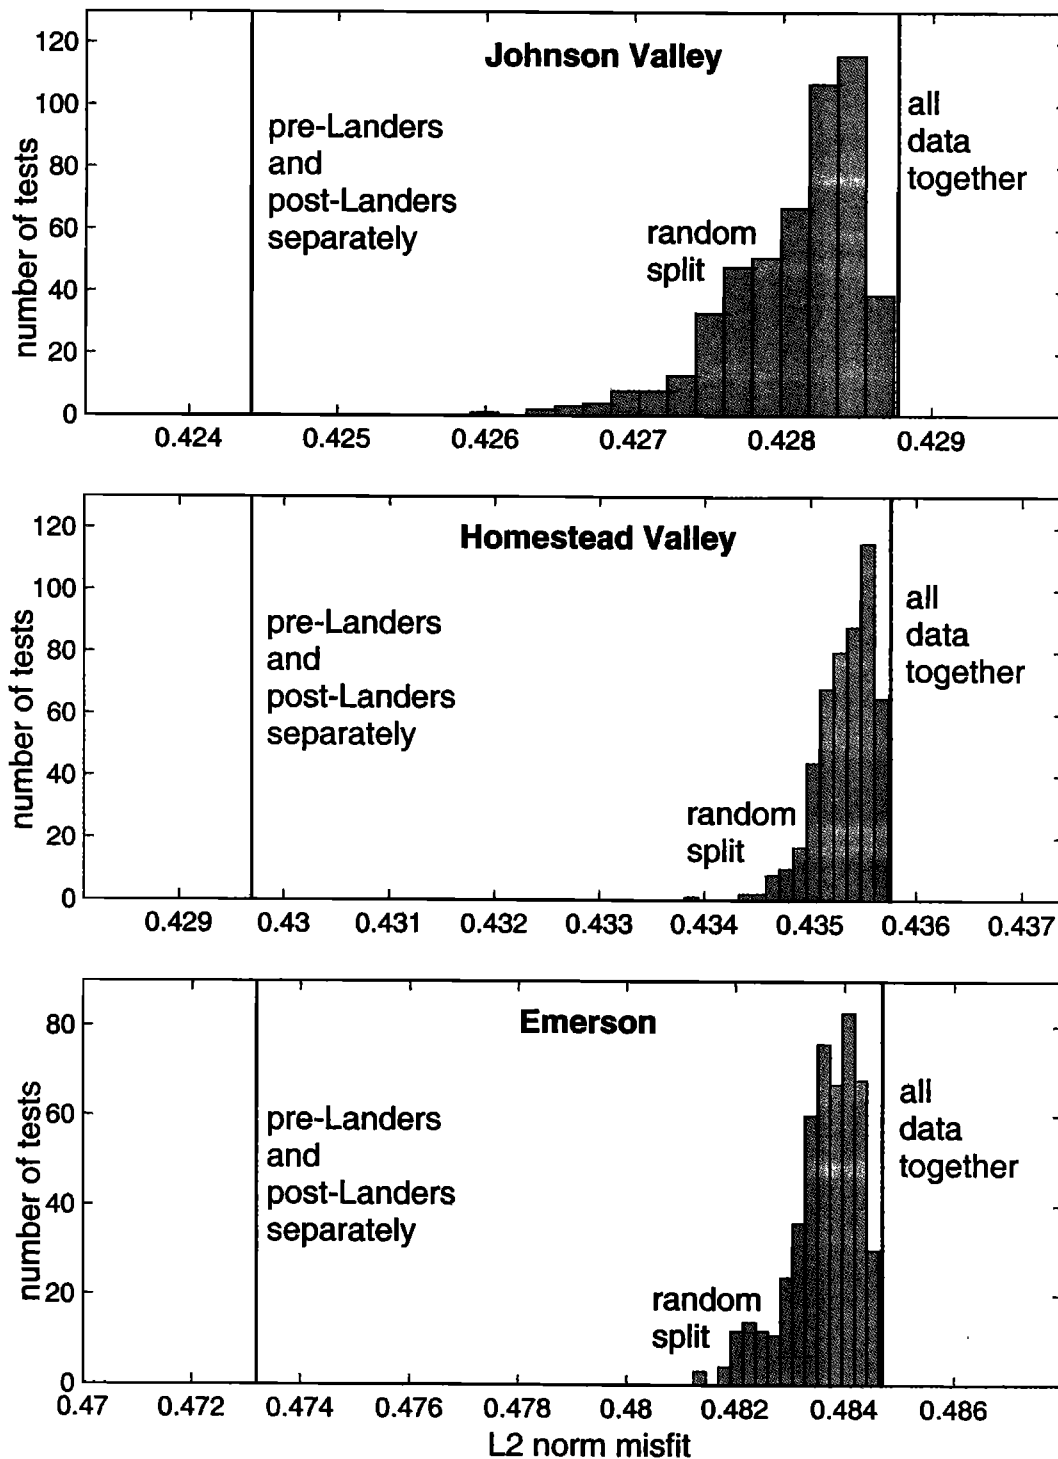 Johnson Valley
number of tests
120
100
80
60
40
20
0
pre-Landers
and
post-Landers
separately
random
split
all
data
together
0.424 0.425 0.426 0.427 0.428 0.429
Homestead Valley
number of tests
120
100
80
60
40
20
0
pre-Landers
and
post-Landers
separately
random
split
all
data
together
0.429 0.43 0.431 0.432 0.433 0.434 0.435 0.436 0.437
Emerson
number of tests
80
60
40
20
0
pre-Landers
and
post-Landers
separately
random
split
all
data
together
0.47 0.472 0.474 0.476 0.478 0.48 0.482 0.484 0.486
L2 norm misfit